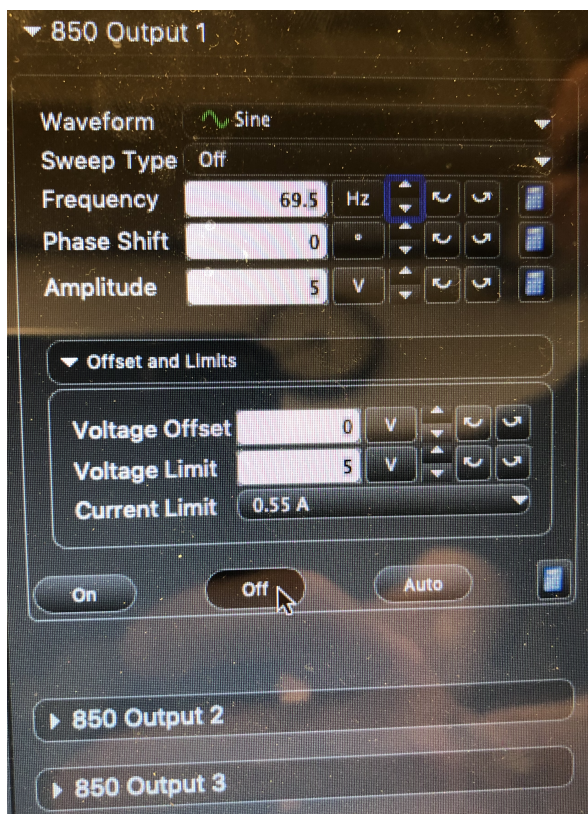 850 Output 1
Waveform Sine
Sweep Type Off
Frequency 69.5 Hz
Phase Shift 0 °
Amplitude 5 V
Offset and Limits
Voltage Offset 0 V
Voltage Limit 5 V
Current Limit 0.55 A
On Off Auto
850 Output 2
850 Output 3